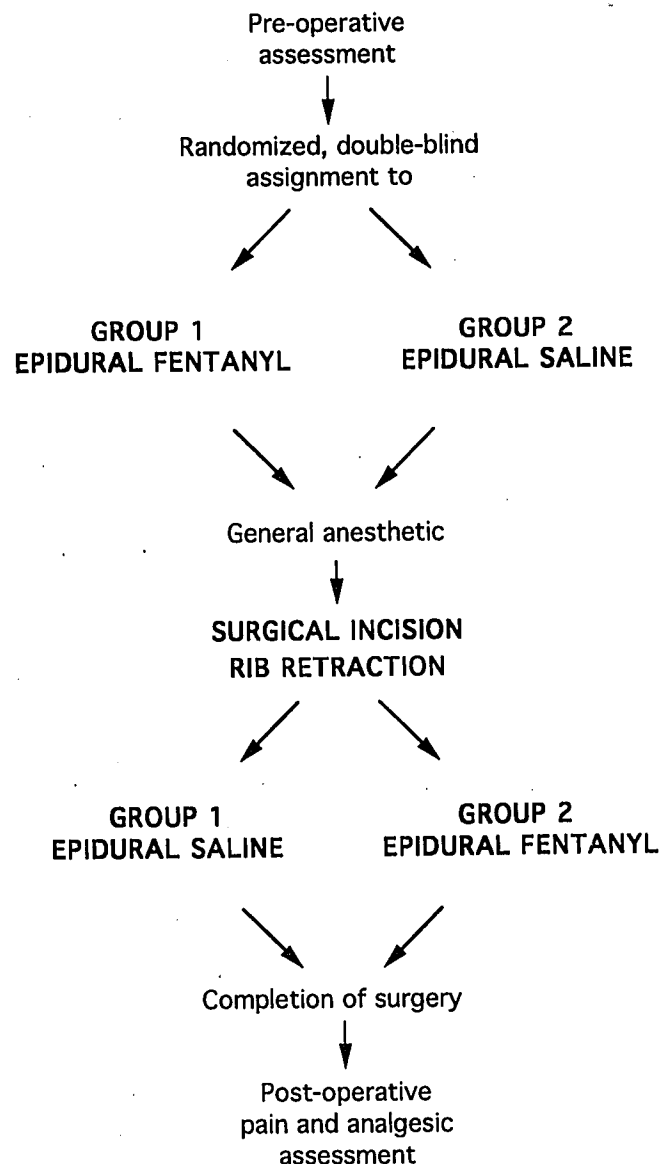 Pre-operative
assessment
Randomized, double-blind
assignment to
GROUP 1
EPIDURAL FENTANYL
GROUP 2
EPIDURAL SALINE
General anesthetic
SURGICAL INCISION
RIB RETRACTION
GROUP 1
EPIDURAL SALINE
GROUP 2
EPIDURAL FENTANYL
Completion of surgery
Post-operative
pain and analgesic
assessment